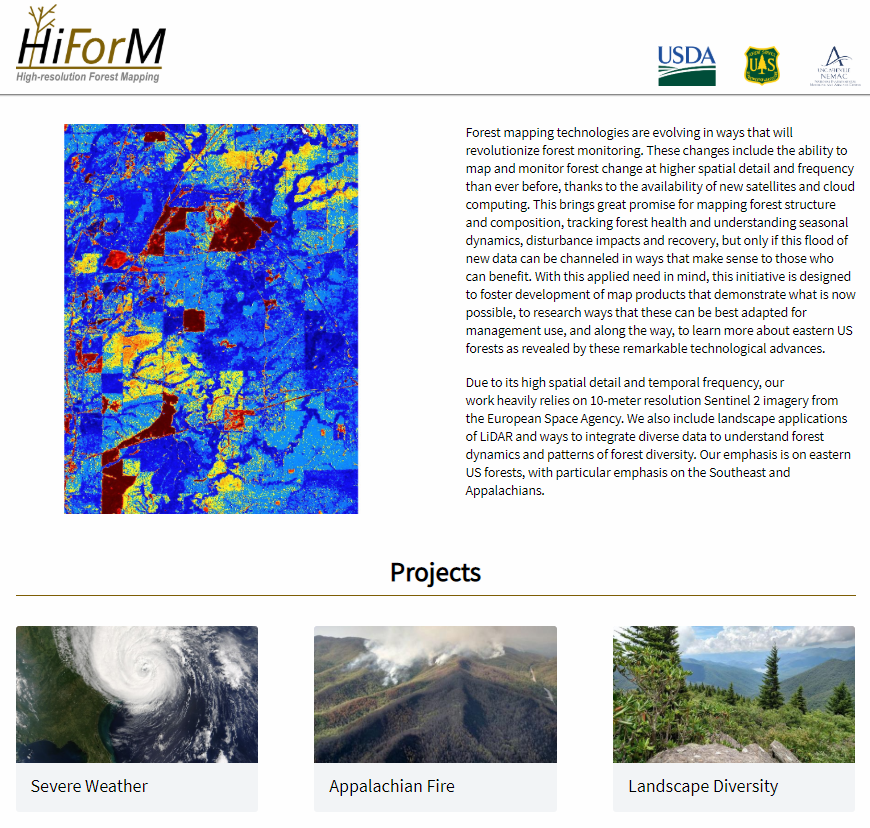 HiForM
High-resolution Forest Mapping
USDA
FOREST SERVICE
U S
UNC ASHEVILLE
NEMAC
Forest mapping technologies are evolving in ways that will
revolutionize forest monitoring. These changes include the ability to
map and monitor forest change at higher spatial detail and frequency
than ever before, thanks to the availability of new satellites and cloud
computing. This brings great promise for mapping forest structure
and composition, tracking forest health and understanding seasonal
dynamics, disturbance impacts and recovery, but only if this flood of
new data can be channeled in ways that make sense to those who
can benefit. With this applied need in mind, this initiative is designed
to foster development of map products that demonstrate what is now
possible, to research ways that these can be best adapted for
management use, and along the way, to learn more about eastern US
forests as revealed by these remarkable technological advances.
Due to its high spatial detail and temporal frequency, our
work heavily relies on 10-meter resolution Sentinel 2 imagery from
the European Space Agency. We also include landscape applications
of LiDAR and ways to integrate diverse data to understand forest
dynamics and patterns of forest diversity. Our emphasis is on eastern
US forests, with particular emphasis on the Southeast and
Appalachians.
Projects
Severe Weather
Appalachian Fire
Landscape Diversity